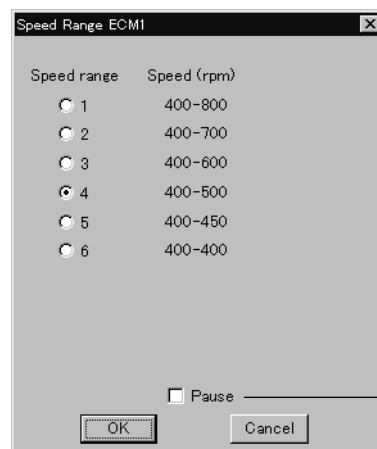 Speed Range ECM1
Speed range Speed (rpm)
1 400-800
2 400-700
3 400-600
4 400-500
5 400-450
6 400-400
Pause
OK Cancel